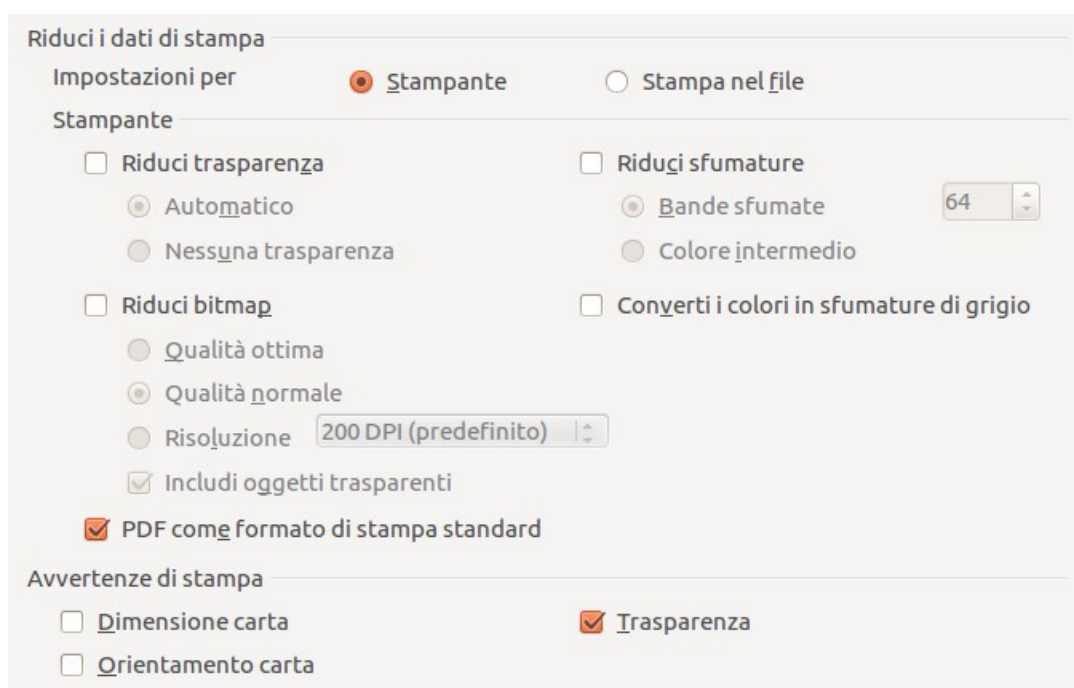 Riduci i dati di stampa
Impostazioni per Stampante Stampa nel file
Stampante
Riduci trasparenza Riduci sfumature
Automatico Bande sfumate 64
Nessuna trasparenza Colore intermedio
Riduci bitmap Converti i colori in sfumature di grigio
Qualità ottima
Qualità normale
Risoluzione 200 DPI (predefinito)
Includi oggetti trasparenti
PDF come formato di stampa standard
Avvertenze di stampa
Dimensione carta Trasparenza
Orientamento carta